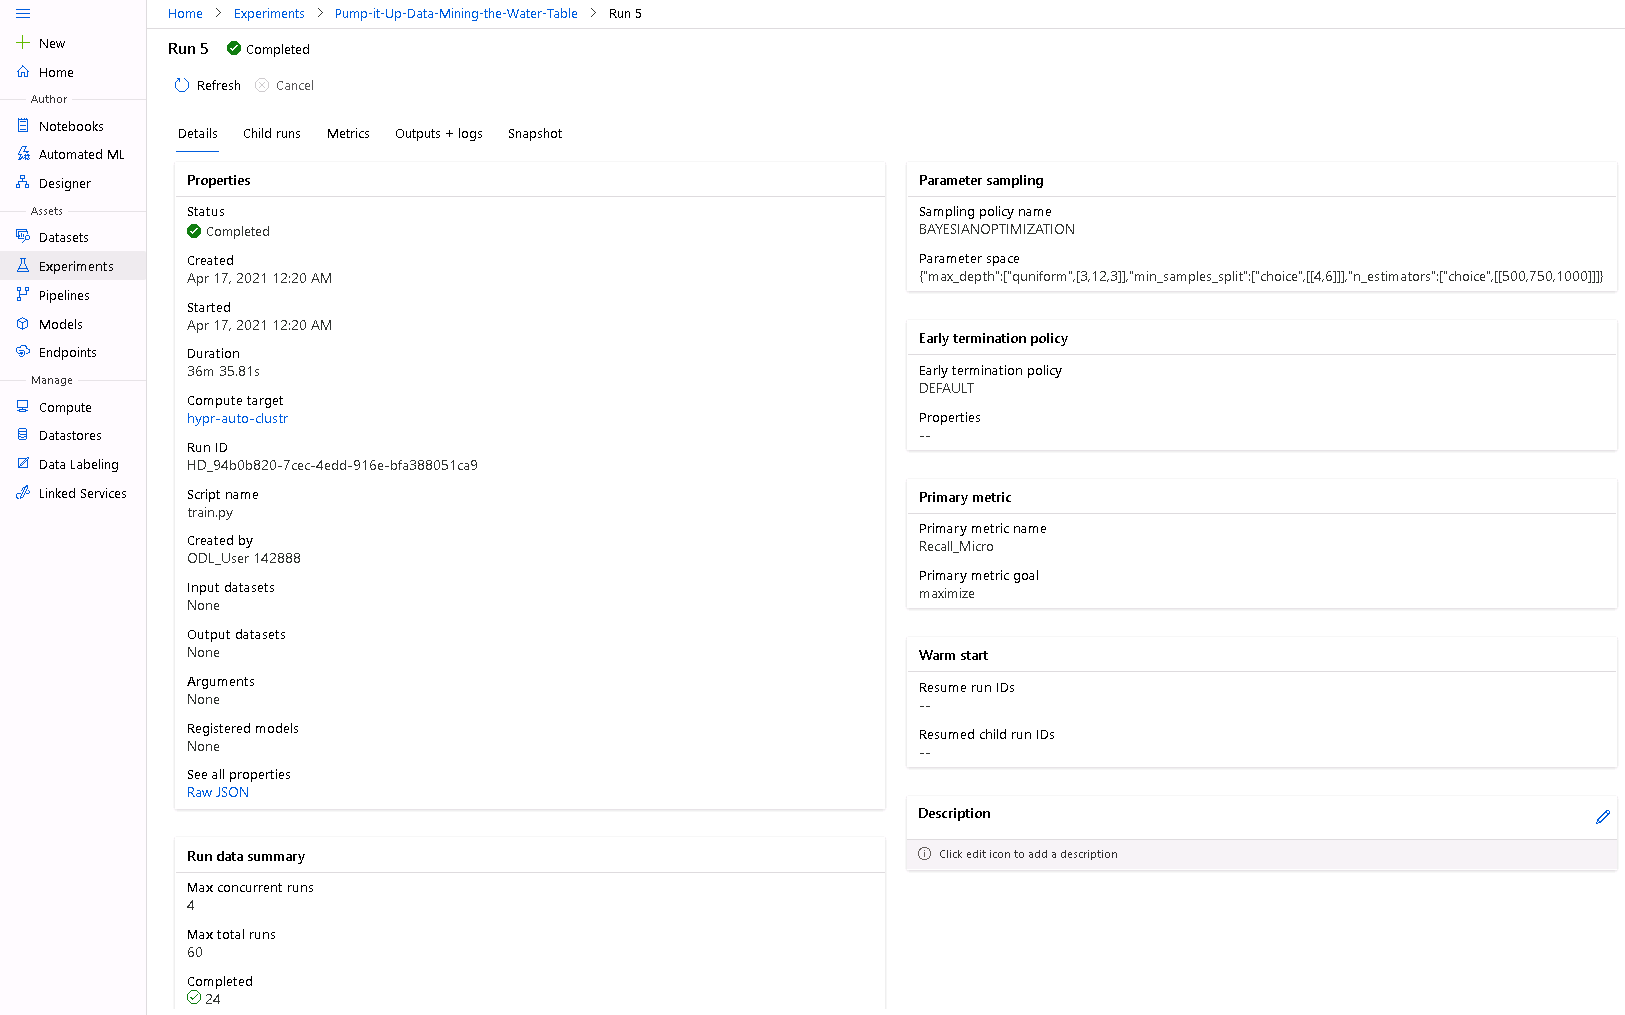 Home > Experiments > Pump-it-Up-Data-Mining-the-Water-Table > Run 5
New
Home
Author
Notebooks
Automated ML
Designer
Assets
Datasets
Experiments
Pipelines
Models
Endpoints
Manage
Compute
Datastores
Data Labeling
Linked Services
Run 5 Completed
Refresh Cancel
Details Child runs Metrics Outputs + logs Snapshot
Properties
Status
Completed
Created
Apr 17, 2021 12:20 AM
Started
Apr 17, 2021 12:20 AM
Duration
36m 35.81s
Compute target
hypr-auto-clustr
Run ID
HD_94b0b820-7cec-4edd-916e-bfa388051ca9
Script name
train.py
Created by
ODL_User 142888
Input datasets
None
Output datasets
None
Arguments
None
Registered models
None
See all properties
Raw JSON
Run data summary
Max concurrent runs
4
Max total runs
60
Completed
24
Parameter sampling
Sampling policy name
BAYESIANOPTIMIZATION
Parameter space
{"max_depth":["quniform",[3,12,3]],"min_samples_split":["choice",[[4,6]]],"n_estimators":["choice",[[500,750,1000]]]}
Early termination policy
Early termination policy
DEFAULT
Properties
--
Primary metric
Primary metric name
Recall_Micro
Primary metric goal
maximize
Warm start
Resume run IDs
--
Resumed child run IDs
--
Description
Click edit icon to add a description